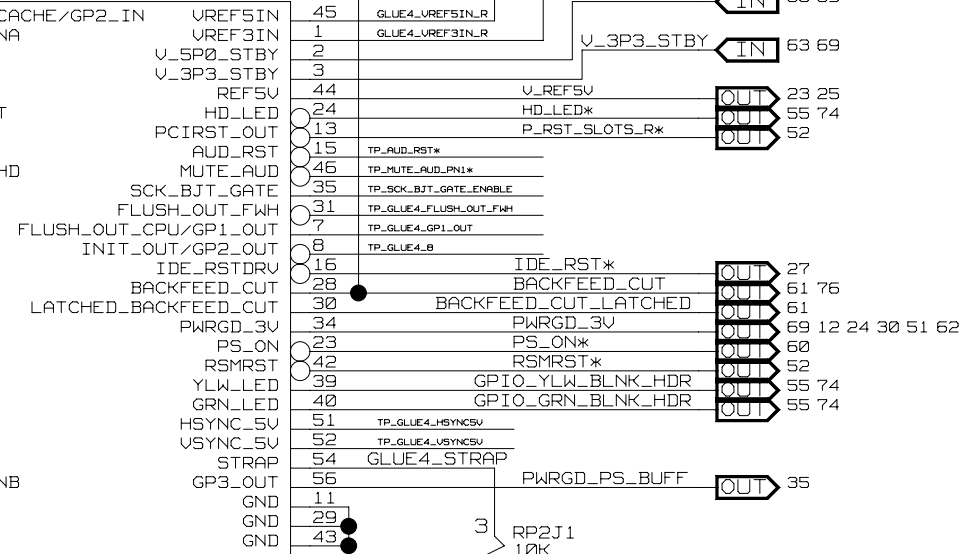 CACHE/GP2_IN VREF5IN 45 GLUE4_VREF5IN_R IN
NA VREF3IN 1 GLUE4_VREF3IN_R
V_5P0_STBY 2 V_3P3_STBY IN 63 69
V_3P3_STBY 3
REF5V 44 V_REF5V OUT 23 25
T HD_LED 24 HD_LED* OUT 55 74
PCIRST_OUT 13 P_RST_SLOTS_R* OUT 52
AUD_RST 15 TP_AUD_RST*
HD MUTE_AUD 46 TP_MUTE_AUD_PN1*
SCK_BJT_GATE 35 TP_SCK_BJT_GATE_ENABLE
FLUSH_OUT_FWH 31 TP_GLUE4_FLUSH_OUT_FWH
FLUSH_OUT_CPU/GP1_OUT 7 TP_GLUE4_GP1_OUT
INIT_OUT/GP2_OUT 8 TP_GLUE4_8
IDE_RSTDRV 16 IDE_RST* OUT 27
BACKFEED_CUT 28 BACKFEED_CUT OUT 61 76
LATCHED_BACKFEED_CUT 30 BACKFEED_CUT_LATCHED OUT 61
PWRGD_3V 34 PWRGD_3V OUT 69 12 24 30 51 62
PS_ON 23 PS_ON* OUT 60
RSMRST 42 RSMRST* OUT 52
YLW_LED 39 GPIO_YLW_BLNK_HDR OUT 55 74
GRN_LED 40 GPIO_GRN_BLNK_HDR OUT 55 74
HSYNC_5V 51 TP_GLUE4_HSYNC5V
VSYNC_5V 52 TP_GLUE4_VSYNC5V
STRAP 54 GLUE4_STRAP
NB GP3_OUT 56 PWRGD_PS_BUFF OUT 35
GND 11
GND 29
GND 43
3 RP2J1
10K